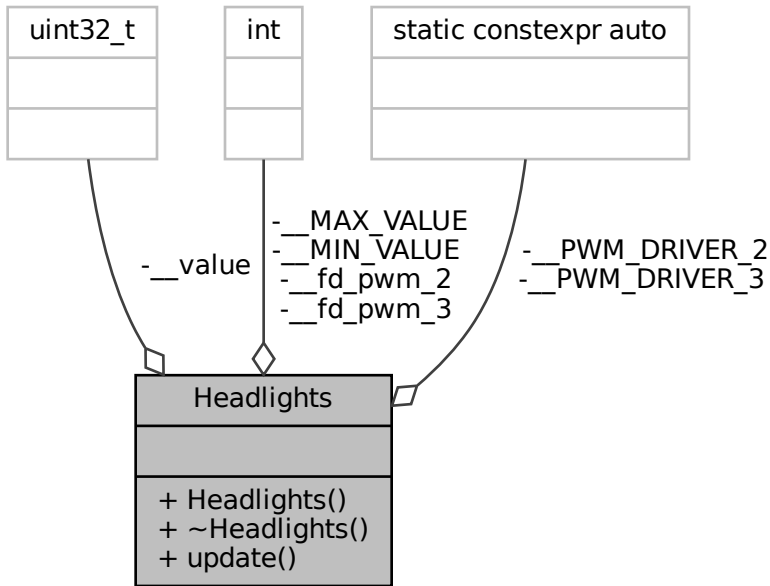 uint32_t
int
static constexpr auto
-__value
-__MAX_VALUE
-__MIN_VALUE
-__fd_pwm_2
-__fd_pwm_3
-__PWM_DRIVER_2
-__PWM_DRIVER_3
Headlights
+ Headlights()
+ ~Headlights()
+ update()